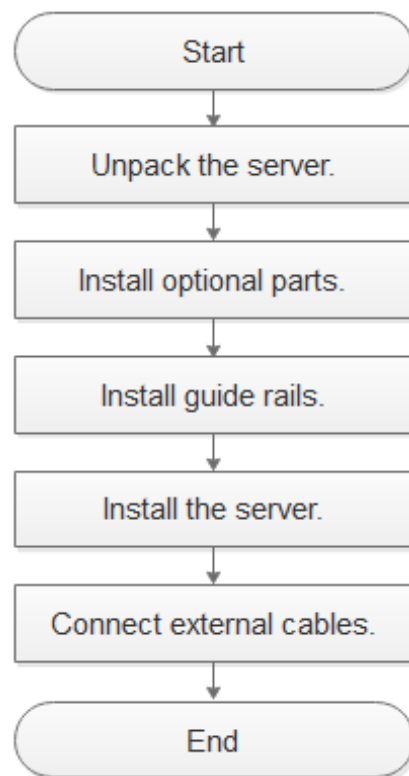 Start
Unpack the server.
Install optional parts.
Install guide rails.
Install the server.
Connect external cables.
End